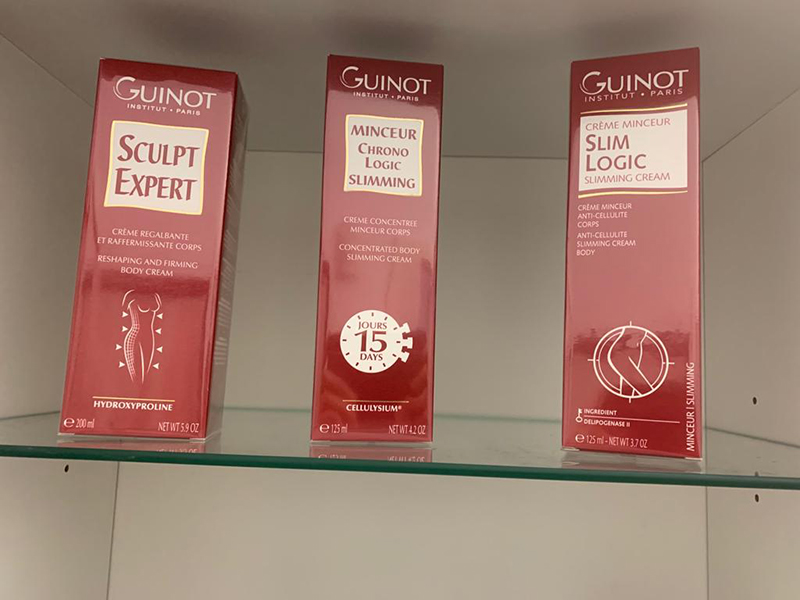 GUINOT
INSTITUT • PARIS
SCULPT
EXPERT
CRÈME REGALBANTE
ET RAFFERMISSANTE CORPS
RESHAPING AND FIRMING
BODY CREAM
HYDROXYPROLINE
℮ 200 ml NET WT 5.9 OZ
GUINOT
INSTITUT • PARIS
MINCEUR
CHRONO
LOGIC
SLIMMING
CREME CONCENTREE
MINCEUR CORPS
CONCENTRATED BODY
SLIMMING CREAM
JOURS
15
DAYS
CELLULYSIUM®
℮ 125 ml NET WT 4.2 OZ
GUINOT
INSTITUT • PARIS
CRÈME MINCEUR
SLIM
LOGIC
SLIMMING CREAM
CRÈME MINCEUR
ANTI-CELLULITE
CORPS
ANTI-CELLULITE
SLIMMING CREAM
BODY
INGREDIENT
DELIPOGENASE II
℮ 125 ml - NET WT 3.7 OZ
MINCEUR | SLIMMING